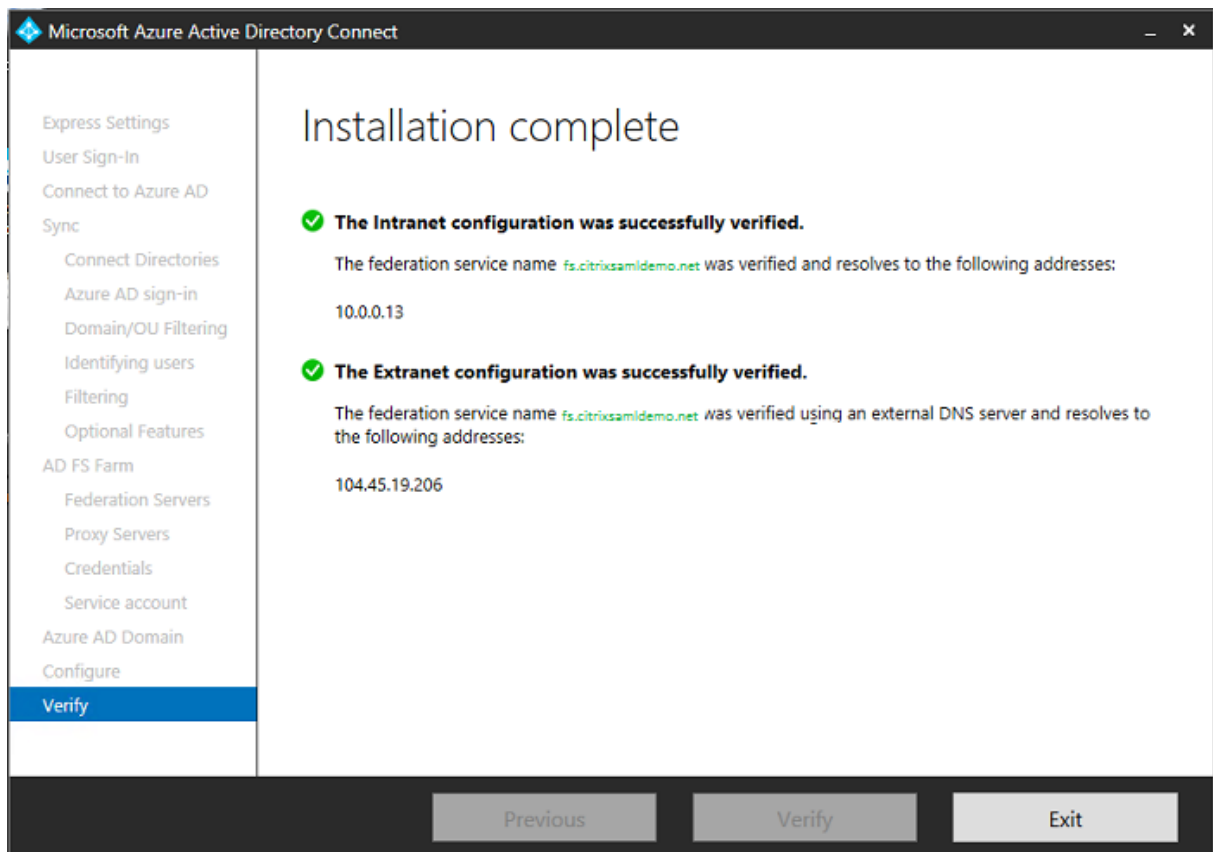 Microsoft Azure Active Directory Connect
Express Settings
User Sign-In
Connect to Azure AD
Sync
Connect Directories
Azure AD sign-in
Domain/OU Filtering
Identifying users
Filtering
Optional Features
AD FS Farm
Federation Servers
Proxy Servers
Credentials
Service account
Azure AD Domain
Configure
Verify
Installation complete
The Intranet configuration was successfully verified.
The federation service name fs.citrixsamldemo.net was verified and resolves to the following addresses:
10.0.0.13
The Extranet configuration was successfully verified.
The federation service name fs.citrixsamldemo.net was verified using an external DNS server and resolves to
the following addresses:
104.45.19.206
Previous
Verify
Exit